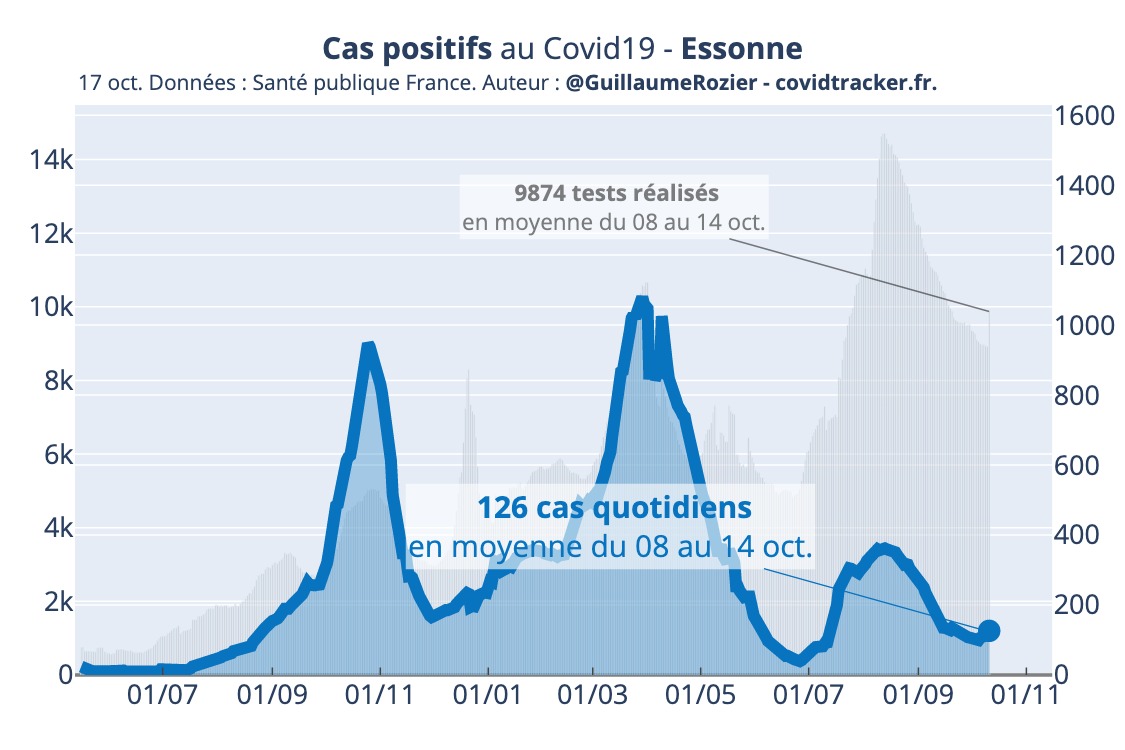 Cas positifs au Covid19 - Essonne
17 oct. Données : Santé publique France. Auteur : @GuillaumeRozier - covidtracker.fr.
1600
14k
1400
9874 tests réalisés
en moyenne du 08 au 14 oct.
12k
1200
10k
1000
8k
800
6k
600
126 cas quotidiens
en moyenne du 08 au 14 oct.
4k
400
2k
200
0
0
01/07 01/09 01/11 01/01 01/03 01/05 01/07 01/09 01/11